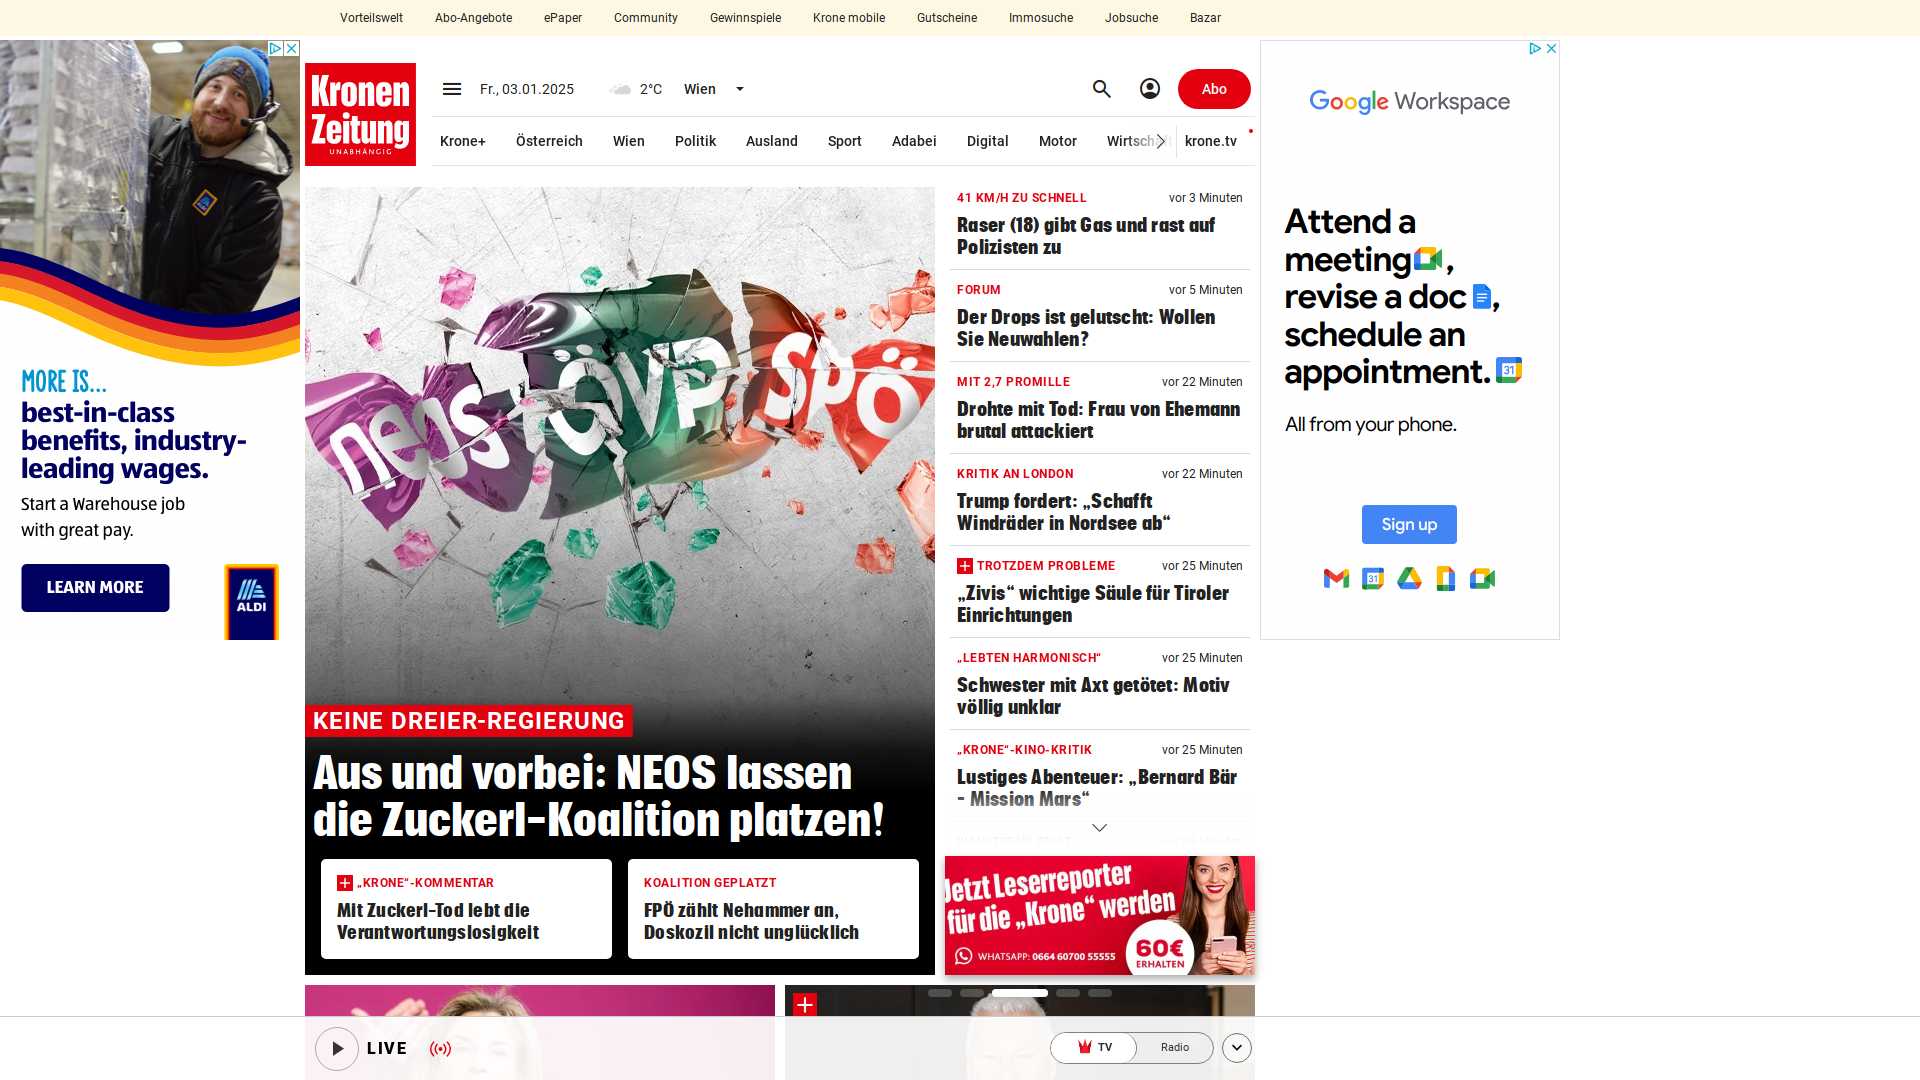 Vorteilswelt
Abo-Angebote
ePaper
Community
Gewinnspiele
Krone mobile
Gutscheine
Immosuche
Jobsuche
Bazar
Kronen
Zeitung
UNABHÄNGIG
Fr., 03.01.2025
2°C
Wien
Abo
Krone+
Österreich
Wien
Politik
Ausland
Sport
Adabei
Digital
Motor
Wirtsch
krone.tv
MORE IS...
best-in-class
benefits, industry-
leading wages.
Start a Warehouse job
with great pay.
LEARN MORE
ALDI
neos
ÖVP
SPÖ
KEINE DREIER-REGIERUNG
Aus und vorbei: NEOS lassen
die Zuckerl-Koalition platzen!
„KRONE“-KOMMENTAR
Mit Zuckerl-Tod lebt die
Verantwortungslosigkeit
KOALITION GEPLATZT
FPÖ zählt Nehammer an,
Doskozil nicht unglücklich
41 KM/H ZU SCHNELL
vor 3 Minuten
Raser (18) gibt Gas und rast auf
Polizisten zu
FORUM
vor 5 Minuten
Der Drops ist gelutscht: Wollen
Sie Neuwahlen?
MIT 2,7 PROMILLE
vor 22 Minuten
Drohte mit Tod: Frau von Ehemann
brutal attackiert
KRITIK AN LONDON
vor 22 Minuten
Trump fordert: „Schafft
Windräder in Nordsee ab“
TROTZDEM PROBLEME
vor 25 Minuten
„Zivis“ wichtige Säule für Tiroler
Einrichtungen
„LEBTEN HARMONISCH“
vor 25 Minuten
Schwester mit Axt getötet: Motiv
völlig unklar
„KRONE“-KINO-KRITIK
vor 25 Minuten
Lustiges Abenteuer: „Bernard Bär
- Mission Mars“
Jetzt Leserreporter
für die „Krone“ werden
WHATSAPP: 0664 60700 55555
60€
ERHALTEN
Google Workspace
Attend a
meeting,
revise a doc,
schedule an
appointment.
31
All from your phone.
Sign up
31
LIVE
TV
Radio